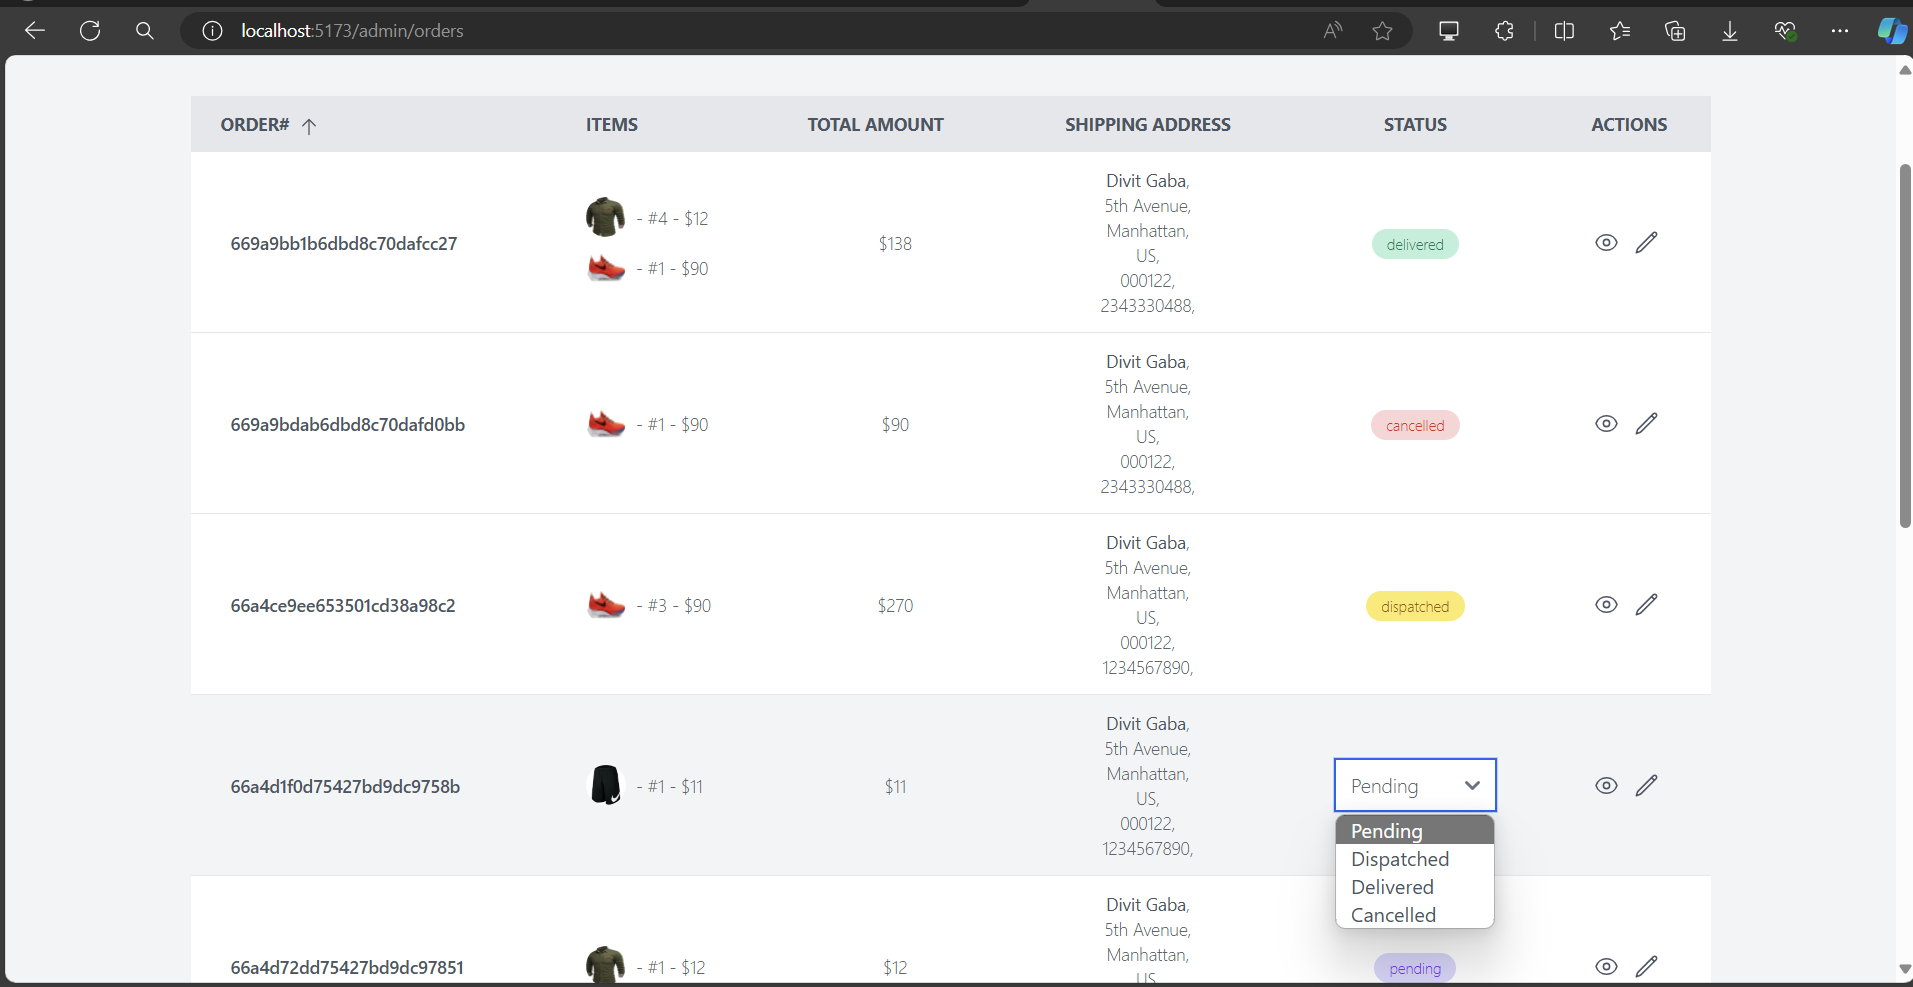 localhost:5173/admin/orders
ORDER# ↑ ITEMS TOTAL AMOUNT SHIPPING ADDRESS STATUS ACTIONS
669a9bb1b6dbd8c70dafcc27
- #4 - $12
- #1 - $90
$138
Divit Gaba,
5th Avenue,
Manhattan,
US,
000122,
2343330488,
delivered
669a9bdab6dbd8c70dafd0bb
- #1 - $90
$90
Divit Gaba,
5th Avenue,
Manhattan,
US,
000122,
2343330488,
cancelled
66a4ce9ee653501cd38a98c2
- #3 - $90
$270
Divit Gaba,
5th Avenue,
Manhattan,
US,
000122,
1234567890,
dispatched
66a4d1f0d75427bd9dc9758b
- #1 - $11
$11
Divit Gaba,
5th Avenue,
Manhattan,
US,
000122,
1234567890,
Pending
Pending
Dispatched
Delivered
Cancelled
66a4d72dd75427bd9dc97851
- #1 - $12
$12
Divit Gaba,
5th Avenue,
Manhattan,
US
pending